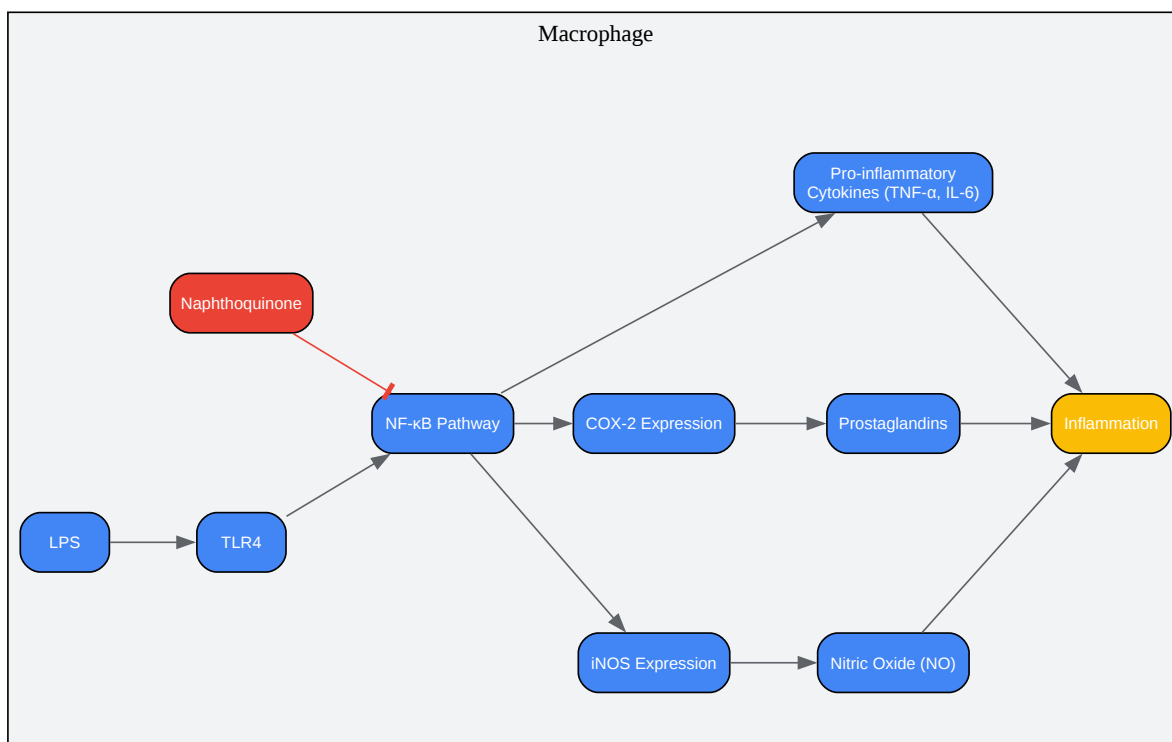 Macrophage
Pro-inflammatory
Cytokines (TNF-α, IL-6)
Naphthoquinone
NF-κB Pathway
COX-2 Expression
Prostaglandins
Inflammation
LPS
TLR4
iNOS Expression
Nitric Oxide (NO)